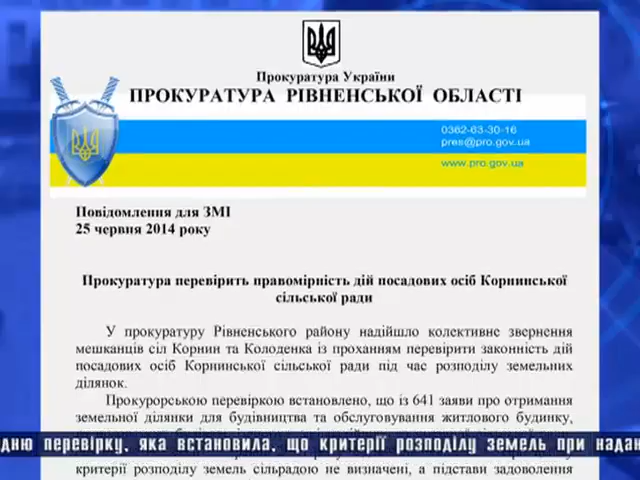 Прокуратура України
ПРОКУРАТУРА РІВНЕНСЬКОЇ ОБЛАСТІ
0362-63-30-16
pres@pro.gov.ua
www.pro.gov.ua
Повідомлення для ЗМІ
25 червня 2014 року
Прокуратура перевірить правомірність дій посадових осіб Корнинської
сільської ради
У прокуратуру Рівненського району надійшло колективне звернення
мешканців сіл Корнин та Колоденка із проханням перевірити законність дій
посадових осіб Корнинської сільської ради під час розподілу земельних
ділянок.
Прокурорською перевіркою встановлено, що із 641 заяви про отримання
земельної ділянки для будівництва та обслуговування житлового будинку,
дню перевірку, яка встановила, що критерії розподілу земель при надан
критерії розподілу земель сільрадою не визначені, а підстави задоволення